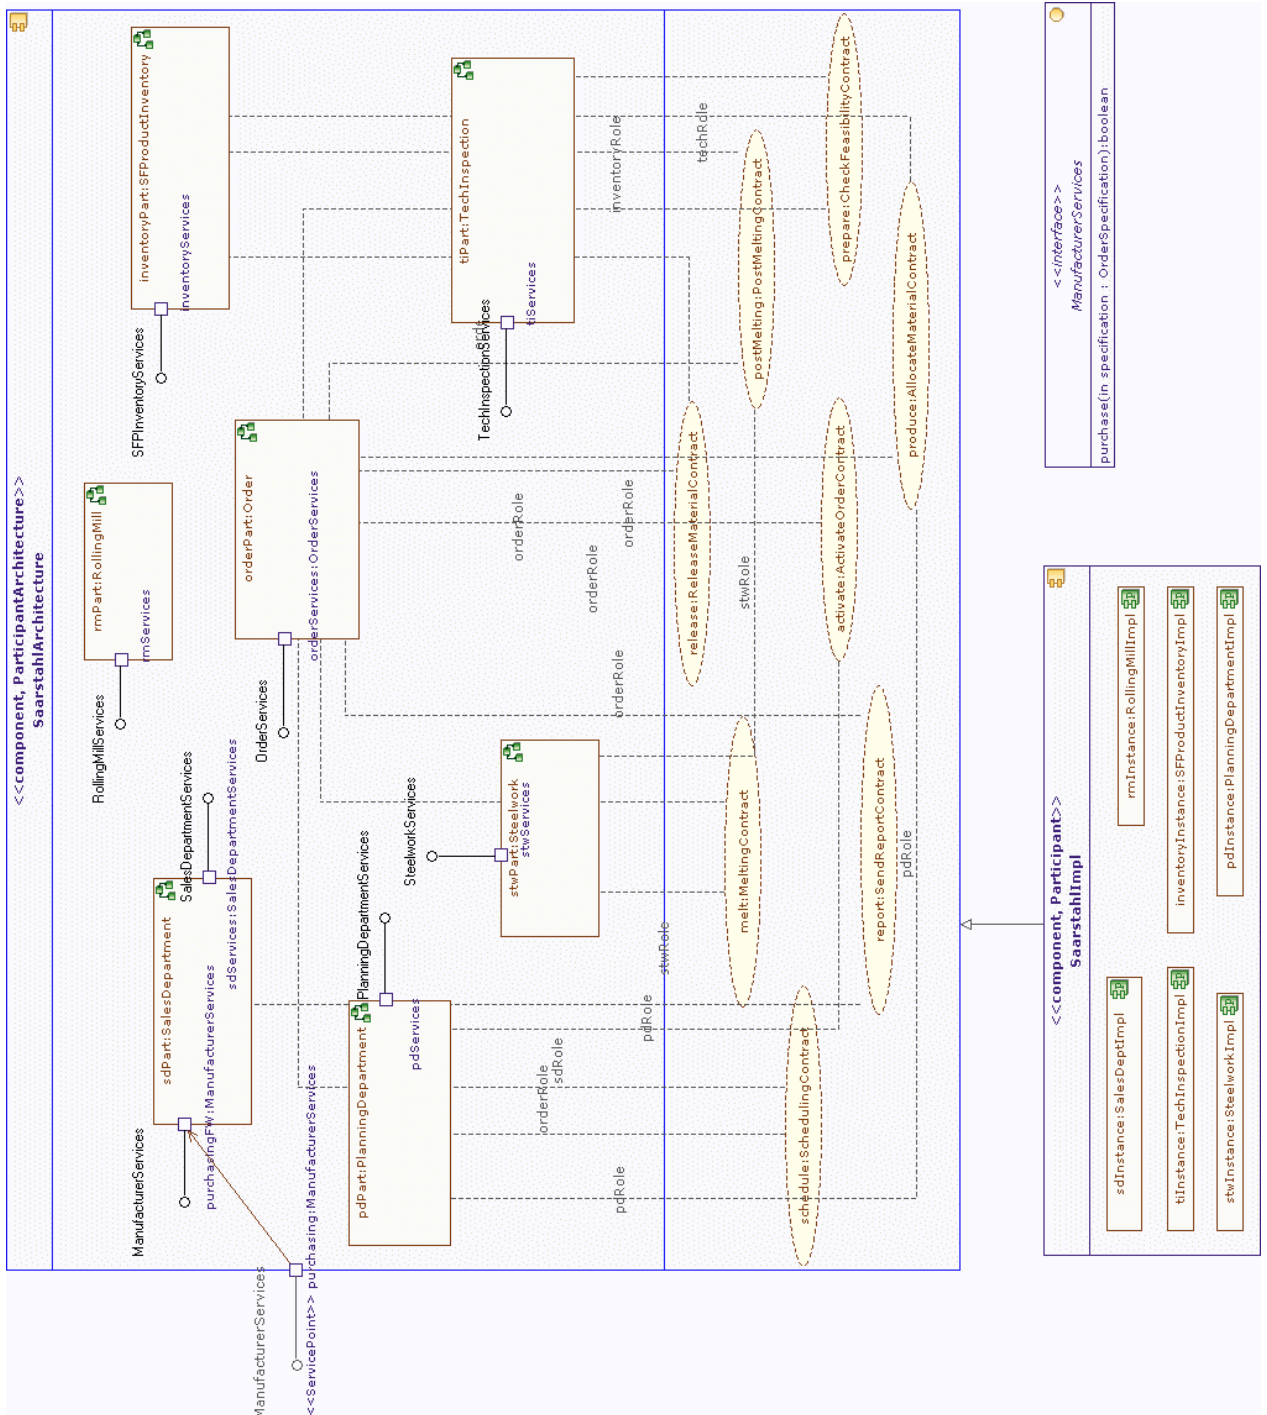 <<component, ParticipantArchitecture>>
SaarstahlArchitecture
ManufacturerServices
<<ServicePoint>> purchasing:ManufacturerServices
sdPart:SalesDepartment
purchasingFW:ManufacturerServices
sdServices:SalesDepartmentServices
ManufacturerServices
SalesDepartmentServices
rmPart:RollingMill
rmServices
RollingMillServices
inventoryPart:SFProductInventory
inventoryServices
SFPInventoryServices
orderPart:Order
orderServices:OrderServices
OrderServices
pdPart:PlanningDepartment
pdServices
PlanningDepartmentServices
stwPart:Steelwork
stwServices
SteelworkServices
tiPart:TechInspection
tiServices
TechInspectionServices
orderRole
sdRole
pdRole
pdRole
stwRole
orderRole
orderRole
orderRole
orderRole
inventoryRole
techRole
stwRole
pdRole
release:ReleaseMaterialContract
melt:MeltingContract
postMelting:PostMeltingContract
schedule:SchedulingContract
activate:ActivateOrderContract
prepare:CheckFeasibilityContract
report:SendReportContract
produce:AllocateMaterialContract
<<component, Participant>>
SaarstahlImpl
sdInstance:SalesDeptImpl
rmInstance:RollingMillImpl
tiInstance:TechInspectionImpl
inventoryInstance:SFProductInventoryImpl
stwInstance:SteelworkImpl
pdInstance:PlanningDepartmentImpl
<<interface>>
ManufacturerServices
purchase(in specification : OrderSpecification):boolean